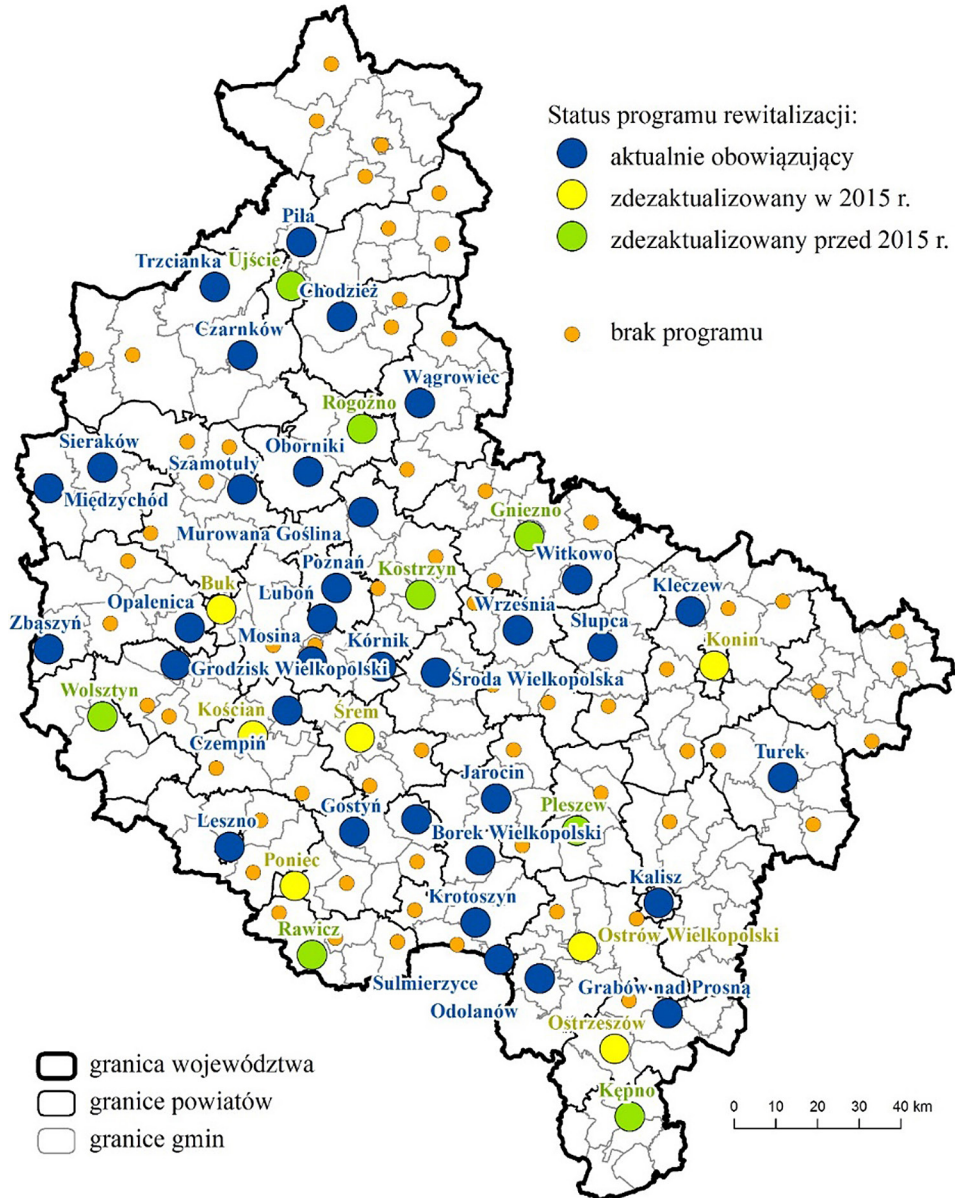 Status programu rewitalizacji:
aktualnie obowiązujący
zdezaktualizowany w 2015 r.
zdezaktualizowany przed 2015 r.
brak programu
Piła
Ujście
Trzcianka
Chodzież
Czarnków
Wągrowiec
Rogoźno
Sieraków
Oborniki
Szamotuły
Międzychód
Gniezno
Murowana Goślina
Witkowo
Poznań
Kostrzyn
Buk
Kleczew
Luboń
Opalenica
Września
Słupca
Zbąszyń
Mosina
Kórnik
Konin
Grodzisk Wielkopolski
Środa Wielkopolska
Wolsztyn
Kościan
Śrem
Czempiń
Turek
Jarocin
Gostyń
Pleszew
Leszno
Borek Wielkopolski
Poniec
Kalisz
Krotoszyn
Rawicz
Ostrów Wielkopolski
Sulmierzyce
Grabów nad Prosną
Odolanów
Ostrzeszów
Kępno
granica województwa
granice powiatów
granice gmin
0 10 20 30 40 km